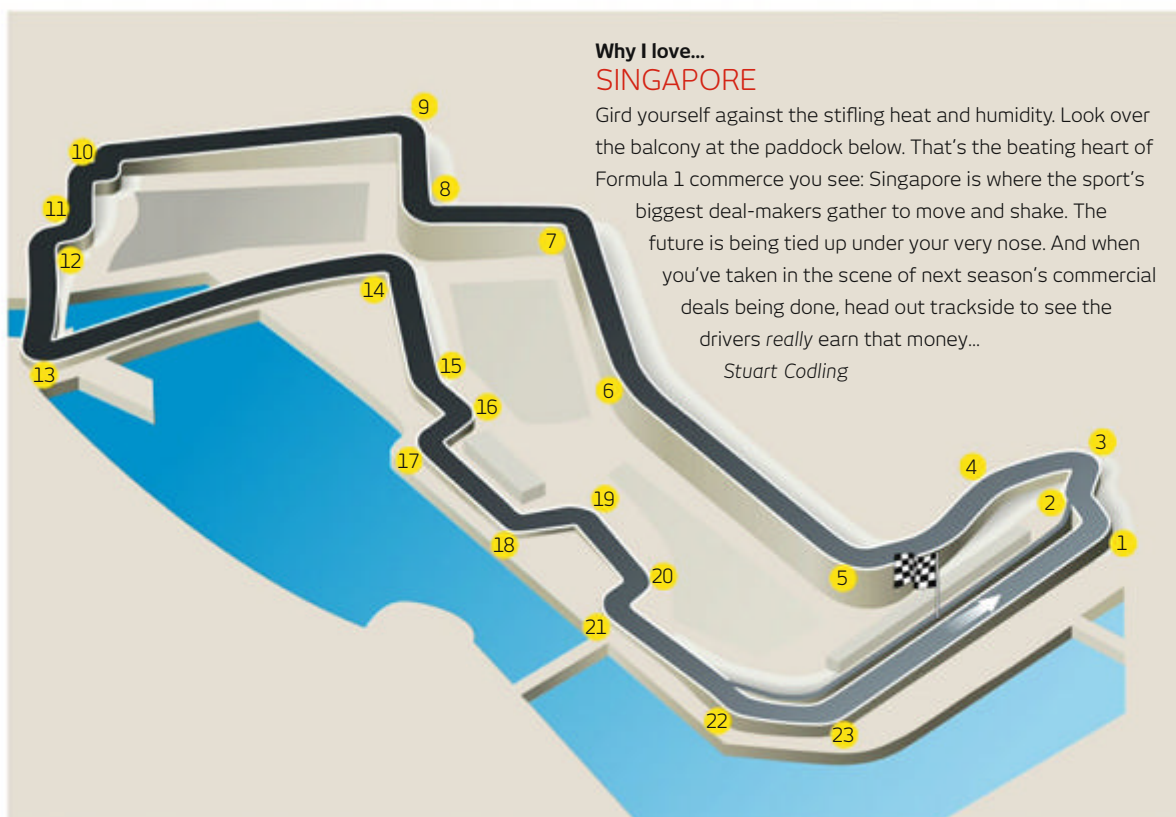 Why I love...
SINGAPORE
Gird yourself against the stifling heat and humidity. Look over
the balcony at the paddock below. That's the beating heart of
Formula 1 commerce you see: Singapore is where the sport's
biggest deal-makers gather to move and shake. The
future is being tied up under your very nose. And when
you've taken in the scene of next season's commercial
deals being done, head out trackside to see the
drivers really earn that money...
Stuart Codling
9
10
8
11
7
12
14
13
15
6
16
3
17
4
2
19
1
18
5
20
21
22
23